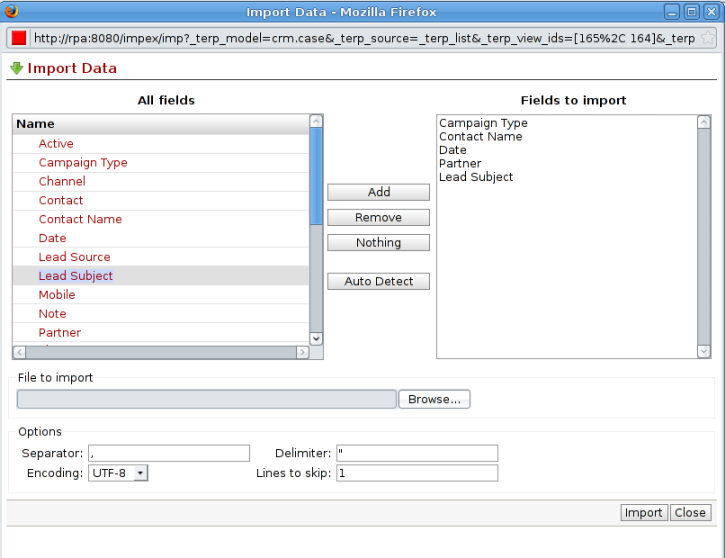 Import Data - Mozilla Firefox
http://rpa:8080/impex/imp?_terp_model=crm.case&_terp_source=_terp_list&_terp_view_ids=[165%2C 164]&_terp
Import Data
All fields
Name
Active
Campaign Type
Channel
Contact
Contact Name
Date
Lead Source
Lead Subject
Mobile
Note
Partner
Add
Remove
Nothing
Auto Detect
Fields to import
Campaign Type
Contact Name
Date
Partner
Lead Subject
File to import
Browse...
Options
Separator: , Delimiter: "
Encoding: UTF-8 Lines to skip: 1
Import Close